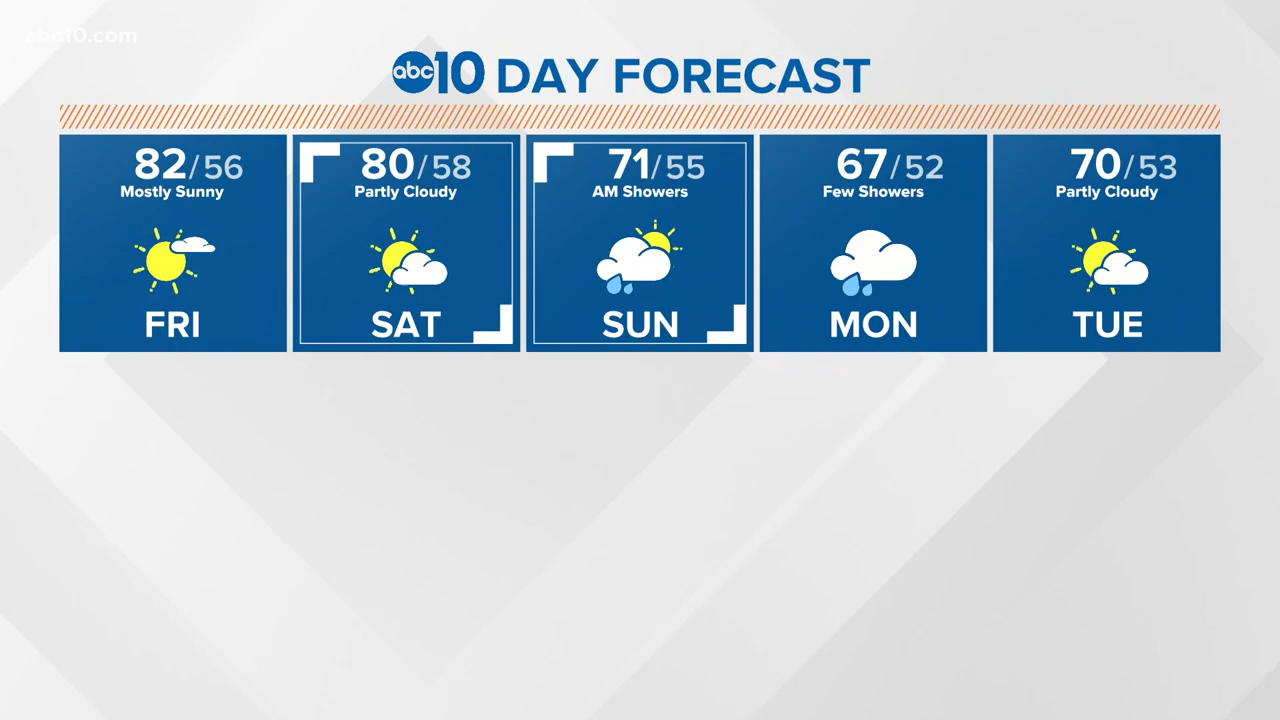 abc10.com
abc10 DAY FORECAST
82/56
Mostly Sunny
FRI
80/58
Partly Cloudy
SAT
71/55
AM Showers
SUN
67/52
Few Showers
MON
70/53
Partly Cloudy
TUE